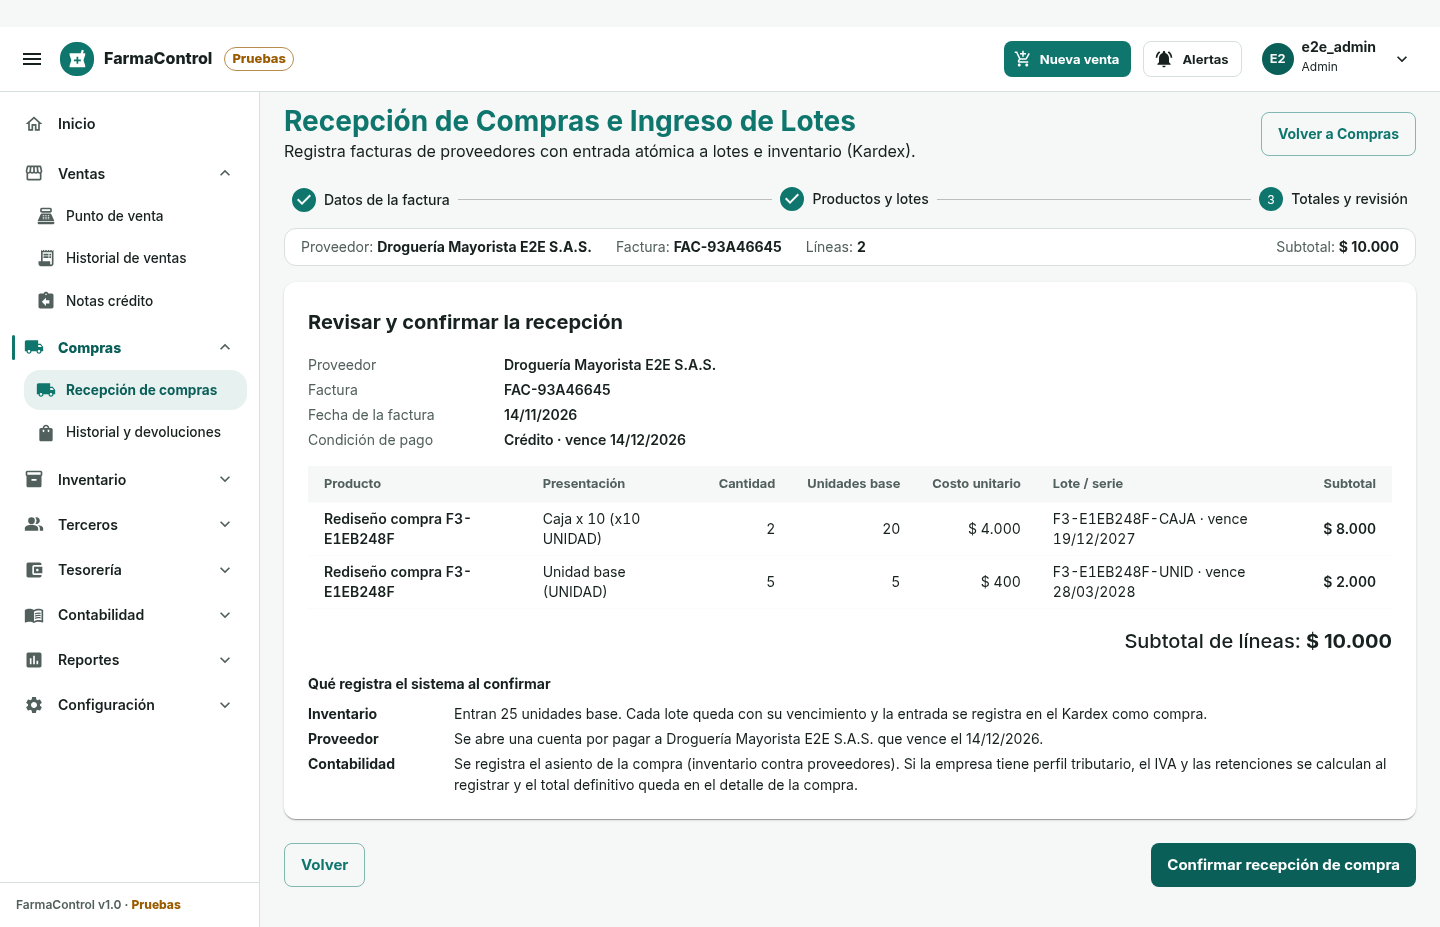 FarmaControl Pruebas
Nueva venta
Alertas
E2
e2e_admin
Admin
Inicio
Ventas
Punto de venta
Historial de ventas
Notas crédito
Compras
Recepción de compras
Historial y devoluciones
Inventario
Terceros
Tesorería
Contabilidad
Reportes
Configuración
FarmaControl v1.0 · Pruebas
Recepción de Compras e Ingreso de Lotes
Registra facturas de proveedores con entrada atómica a lotes e inventario (Kardex).
Volver a Compras
Datos de la factura
Productos y lotes
3 Totales y revisión
Proveedor: Droguería Mayorista E2E S.A.S. Factura: FAC-93A46645 Líneas: 2 Subtotal: $ 10.000
Revisar y confirmar la recepción
Proveedor Droguería Mayorista E2E S.A.S.
Factura FAC-93A46645
Fecha de la factura 14/11/2026
Condición de pago Crédito · vence 14/12/2026
Producto Presentación Cantidad Unidades base Costo unitario Lote / serie Subtotal
Rediseño compra F3-
E1EB248F
Caja x 10 (x10
UNIDAD)
2
20
$ 4.000
F3-E1EB248F-CAJA · vence
19/12/2027
$ 8.000
Rediseño compra F3-
E1EB248F
Unidad base
(UNIDAD)
5
5
$ 400
F3-E1EB248F-UNID · vence
28/03/2028
$ 2.000
Subtotal de líneas: $ 10.000
Qué registra el sistema al confirmar
Inventario Entran 25 unidades base. Cada lote queda con su vencimiento y la entrada se registra en el Kardex como compra.
Proveedor Se abre una cuenta por pagar a Droguería Mayorista E2E S.A.S. que vence el 14/12/2026.
Contabilidad Se registra el asiento de la compra (inventario contra proveedores). Si la empresa tiene perfil tributario, el IVA y las retenciones se calculan al
registrar y el total definitivo queda en el detalle de la compra.
Volver
Confirmar recepción de compra